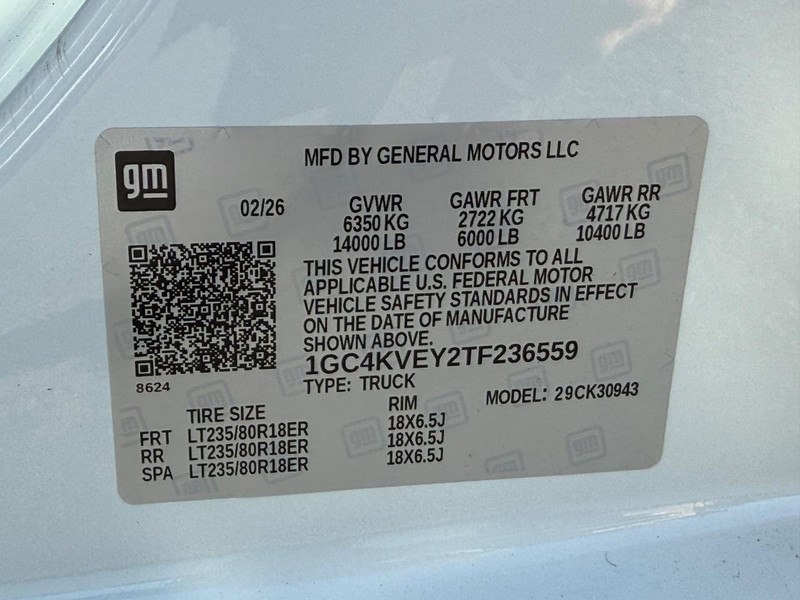 gm
MFD BY GENERAL MOTORS LLC
02/26 GVWR GAWR FRT GAWR RR
6350 KG 2722 KG 4717 KG
14000 LB 6000 LB 10400 LB
THIS VEHICLE CONFORMS TO ALL
APPLICABLE U.S. FEDERAL MOTOR
VEHICLE SAFETY STANDARDS IN EFFECT
ON THE DATE OF MANUFACTURE
SHOWN ABOVE.
1GC4KVEY2TF236559
8624 TYPE: TRUCK MODEL: 29CK30943
TIRE SIZE RIM
FRT LT235/80R18ER 18X6.5J
RR LT235/80R18ER 18X6.5J
SPA LT235/80R18ER 18X6.5J